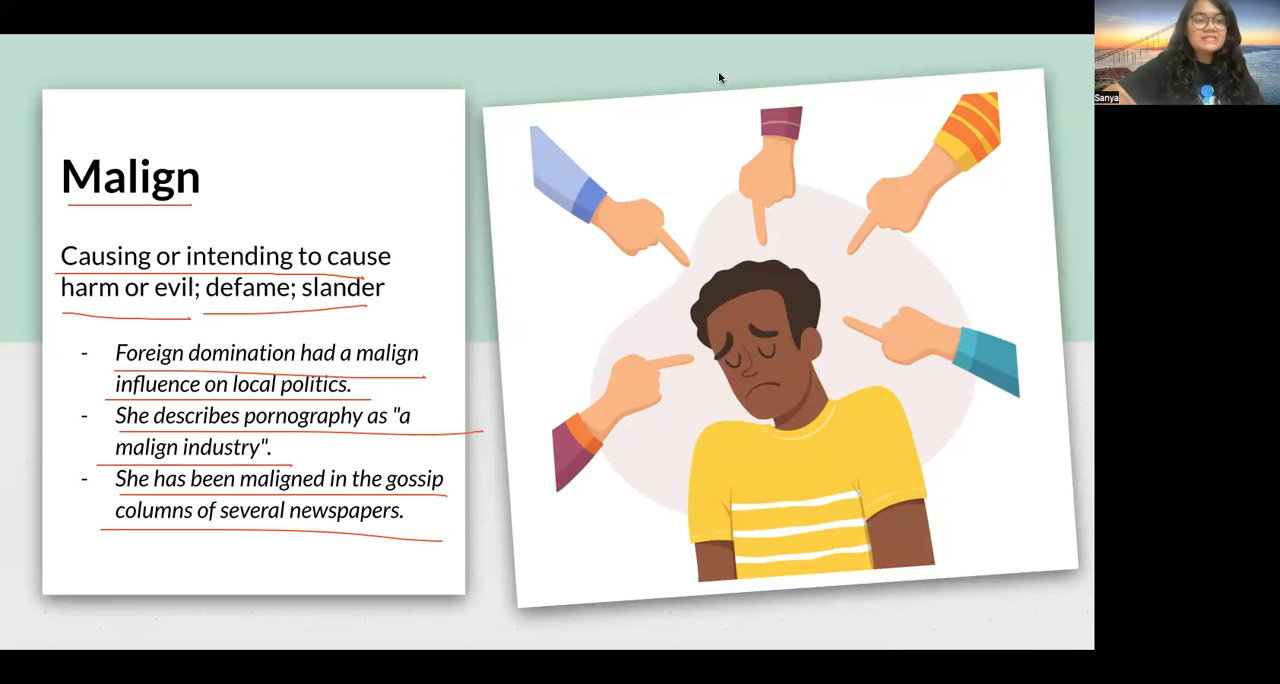 Malign
Causing or intending to cause
harm or evil; defame; slander
- Foreign domination had a malign
influence on local politics.
- She describes pornography as "a
malign industry".
- She has been maligned in the gossip
columns of several newspapers.
Sanya